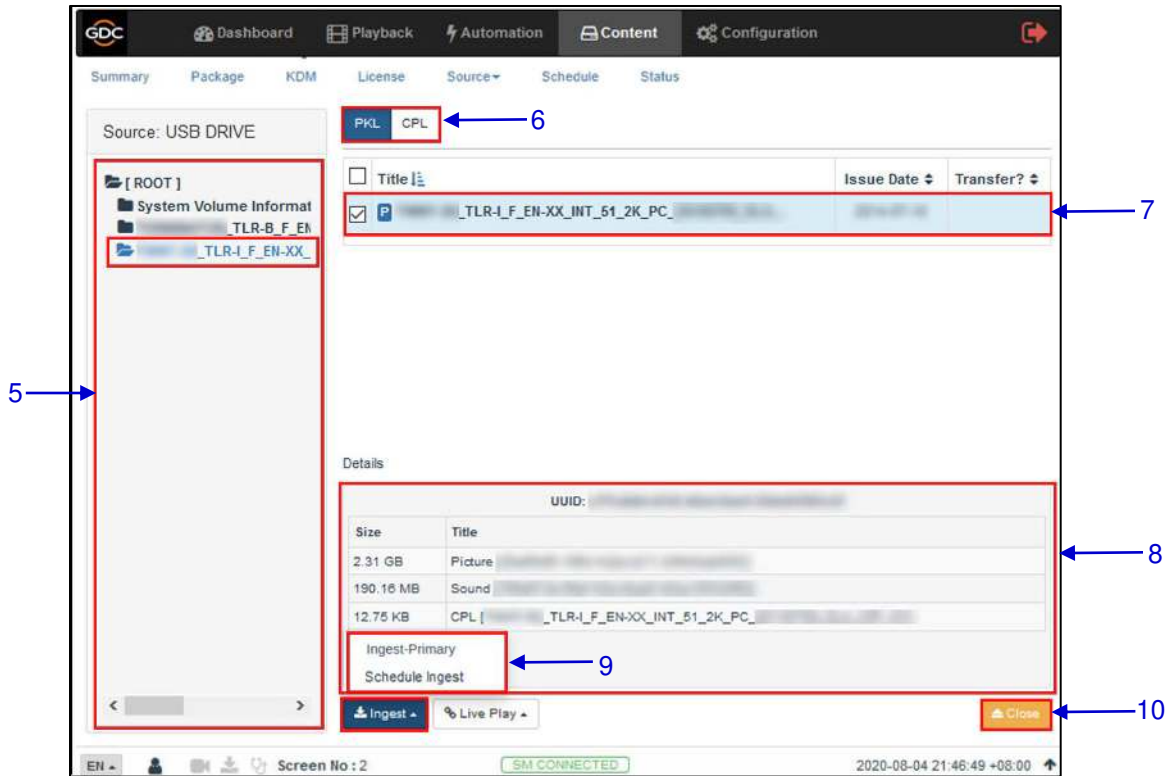 GDC Dashboard Playback Automation Content Configuration
Summary Package KDM License Source Schedule Status
PKL CPL 6
Source: USB DRIVE
[ ROOT ]
System Volume Informat
_TLR-B_F_EN
_TLR-I_F_EN-XX_
5
Title Issue Date Transfer?
P _TLR-I_F_EN-XX_INT_51_2K_PC_ 7
Details
UUID:
Size Title
2.31 GB Picture
190.16 MB Sound
12.75 KB CPL [ _TLR-I_F_EN-XX_INT_51_2K_PC_
8
Ingest-Primary
Schedule Ingest
9
Ingest Live Play Close 10
EN Screen No : 2 SM CONNECTED 2020-08-04 21:46:49 +08:00